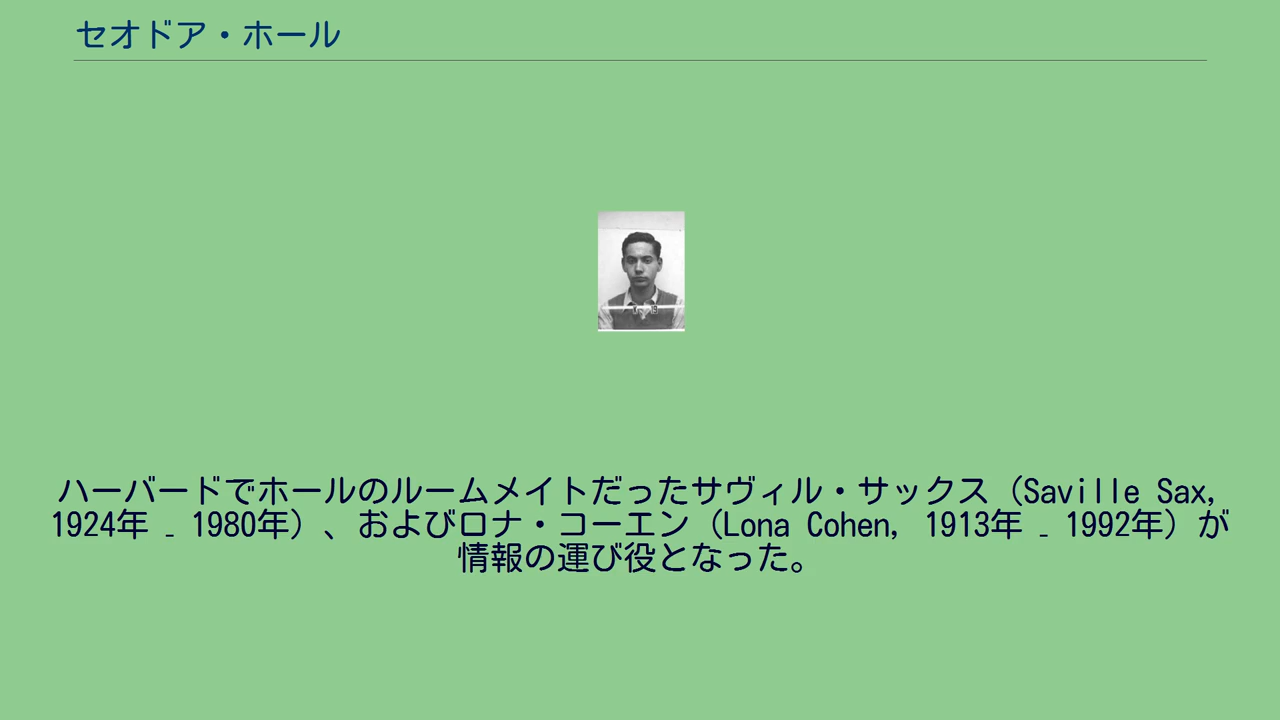 セオドア・ホール
ハーバードでホールのルームメイトだったサヴィル・サックス（Saville Sax,
1924年 - 1980年）、およびロナ・コーエン（Lona Cohen, 1913年 - 1992年）が
情報の運び役となった。